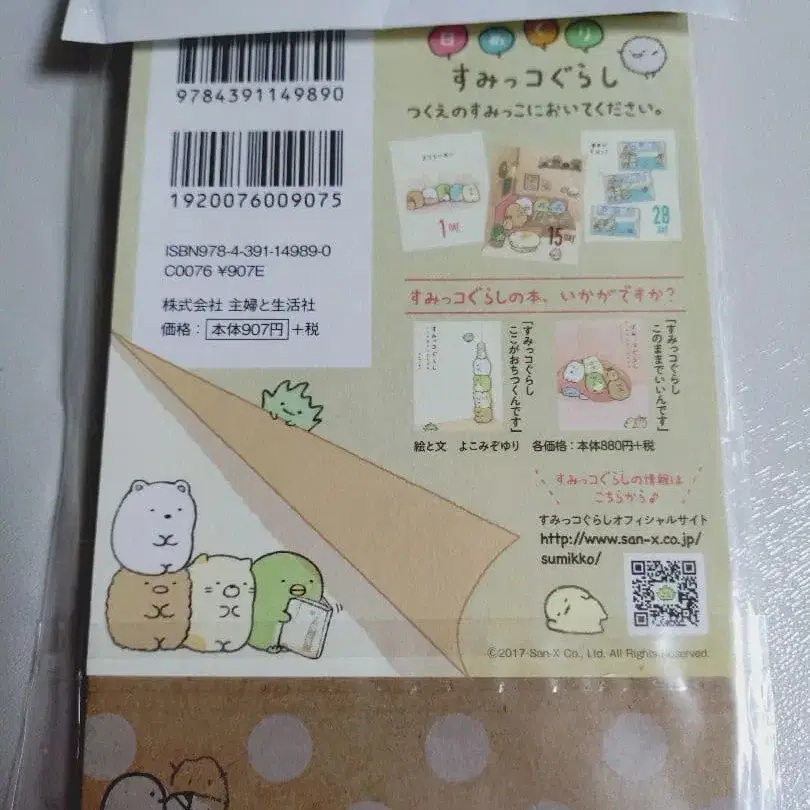 9784391149890
1920076009075
ISBN978-4-391-14989-0
C0076 ¥907E
株式会社 主婦と生活社
価格：本体907円＋税
日めくり
すみっコぐらし
つくえのすみっこにおいてください。
1DAY
15DAY
28DAY
すみっコぐらしの本、いかがですか?
「すみっコぐらし
ここがおちつくんです」
「すみっコぐらし
このままでいいんです」
絵と文 よこみぞゆり 各価格：本体880円+税
すみっコぐらしの情報は
こちらから♪
すみっコぐらしオフィシャルサイト
http://www.san-x.co.jp/
sumikko/
©2017 San-X Co., Ltd. All Rights Reserved.